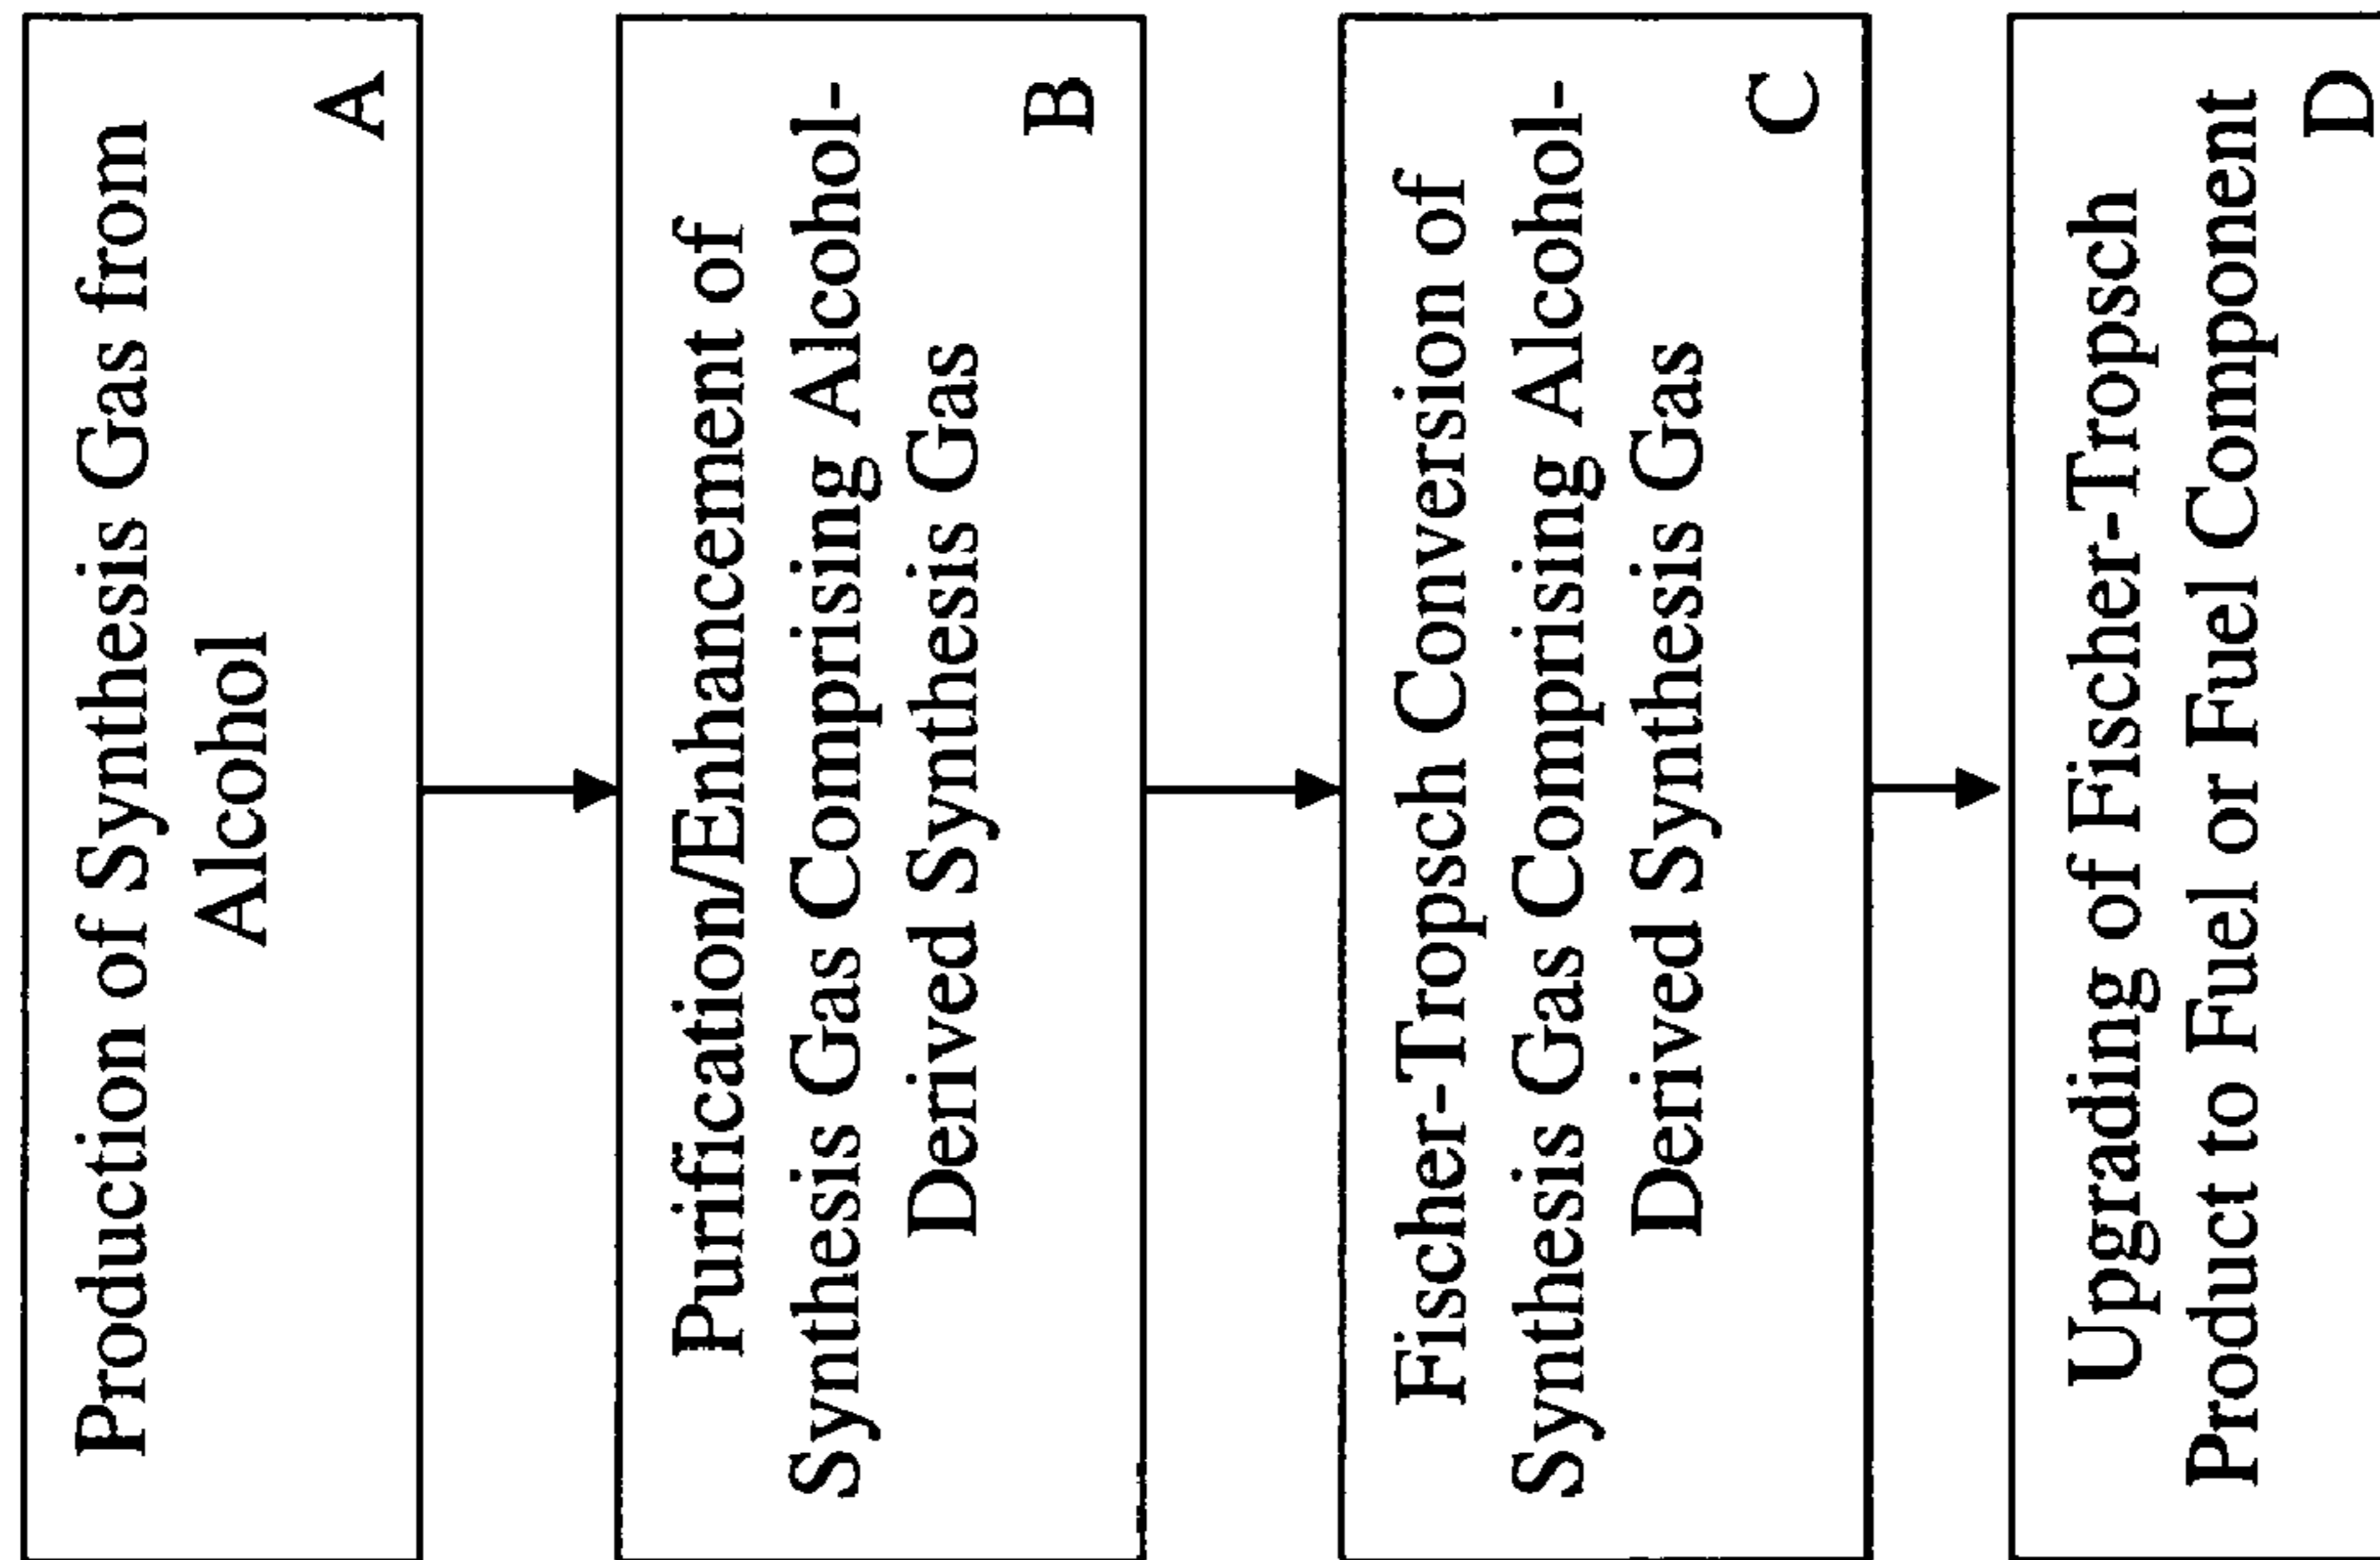 Production of Synthesis Gas from
Alcohol
A
Purification/Enhancement of
Synthesis Gas Comprising Alcohol-
Derived Synthesis Gas
B
Fischer-Tropsch Conversion of
Synthesis Gas Comprising Alcohol-
Derived Synthesis Gas
C
Upgrading of Fischer-Tropsch
Product to Fuel or Fuel Component
D